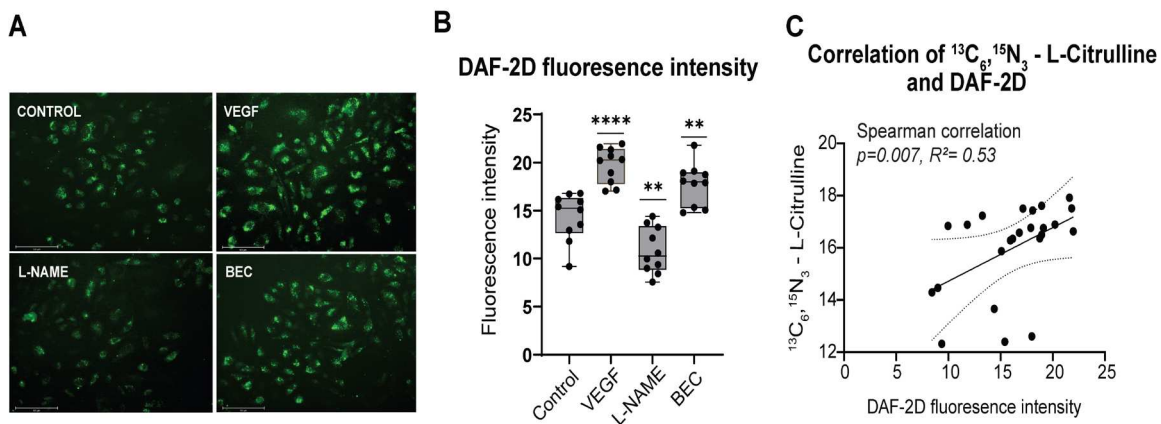 A
CONTROL
VEGF
L-NAME
BEC
B
DAF-2D fluoresence intensity
Fluorescence intensity
25
20
15
10
5
0
****
**
**
Control
VEGF
L-NAME
BEC
C
Correlation of ¹³C₆,¹⁵N₃ - L-Citrulline
and DAF-2D
Spearman correlation
p=0.007, R²= 0.53
¹³C₆,¹⁵N₃ - L-Citrulline
20
18
16
14
12
0
5
10
15
20
25
DAF-2D fluoresence intensity